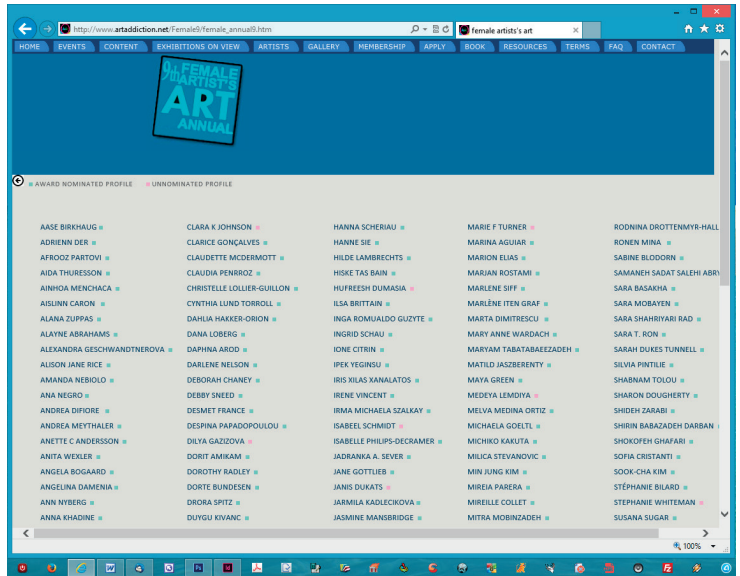 http://www.artaddiction.net/Female9/female_annual9.htm
female artists's art
HOME EVENTS CONTENT EXHIBITIONS ON VIEW ARTISTS GALLERY MEMBERSHIP APPLY BOOK RESOURCES TERMS FAQ CONTACT
9th FEMALE
ARTIST'S
ART
ANNUAL
AWARD NOMINATED PROFILE UNNOMINATED PROFILE
AASE BIRKHAUG CLARA K JOHNSON HANNA SCHERIAU MARIE F TURNER RODNINA DROTTENMYR-HALL
ADRIENN DER CLARICE GONÇALVES HANNE SIE MARINA AGUIAR RONEN MINA
AFROOZ PARTOVI CLAUDETTE MCDERMOTT HILDE LAMBRECHTS MARION ELIAS SABINE BLODORN
AIDA THURESSON CLAUDIA PENRROZ HISKE TAS BAIN MARJAN ROSTAMI SAMANEH SADAT SALEHI ABRY
AINHOA MENCHACA CHRISTELLE LOLLIER-GUILLON HUFREESH DUMASIA MARLENE SIFF SARA BASAKHA
AISLINN CARON CYNTHIA LUND TORROLL ILSA BRITTAIN MARLÈNE ITEN GRAF SARA MOBAYEN
ALANA ZUPPAS DAHLIA HAKKER-ORION INGA ROMUALDO GUZYTE MARTA DIMITRESCU SARA SHAHRIYARI RAD
ALAYNE ABRAHAMS DANA LOBERG INGRID SCHAU MARY ANNE WARDACH SARA T. RON
ALEXANDRA GESCHWANDTNEROVA DAPHNA AROD IONE CITRIN MARYAM TABATABAEEZADEH SARAH DUKES TUNNELL
ALISON JANE RICE DARLENE NELSON IPEK YEGINSU MATILD JASZBERENTY SILVIA PINTILIE
AMANDA NEBIOLO DEBORAH CHANEY IRIS XILAS XANALATOS MAYA GREEN SHABNAM TOLOU
ANA NEGRO DEBBY SNEED IRENE VINCENT MEDEYA LEMDIYA SHARON DOUGHERTY
ANDREA DIFIORE DESMET FRANCE IRMA MICHAELA SZALKAY MELVA MEDINA ORTIZ SHIDEH ZARABI
ANDREA MEYTHALER DESPINA PAPADOPOULOU ISABEEL SCHMIDT MICHAELA GOELTL SHIRIN BABAZADEH DARBAN
ANETTE C ANDERSSON DILYA GAZIZOVA ISABELLE PHILIPS-DECRAMER MICHIKO KAKUTA SHOKOFEH GHAFARI
ANITA WEXLER DORIT AMIKAM JADRANKA A. SEVER MILICA STEVANOVIC SOFIA CRISTANTI
ANGELA BOGAARD DOROTHY RADLEY JANE GOTTLIEB MIN JUNG KIM SOOK-CHA KIM
ANGELINA DAMENIA DORTE BUNDESEN JANIS DUKATS MIREIA PARERA STÉPHANIE BILARD
ANN NYBERG DRORA SPITZ JARMILA KADLECIKOVA MIREILLE COLLET STEPHANIE WHITEMAN
ANNA KHADINE DUYGU KIVANC JASMINE MANSBRIDGE MITRA MOBINZADEH SUSANA SUGAR
100%